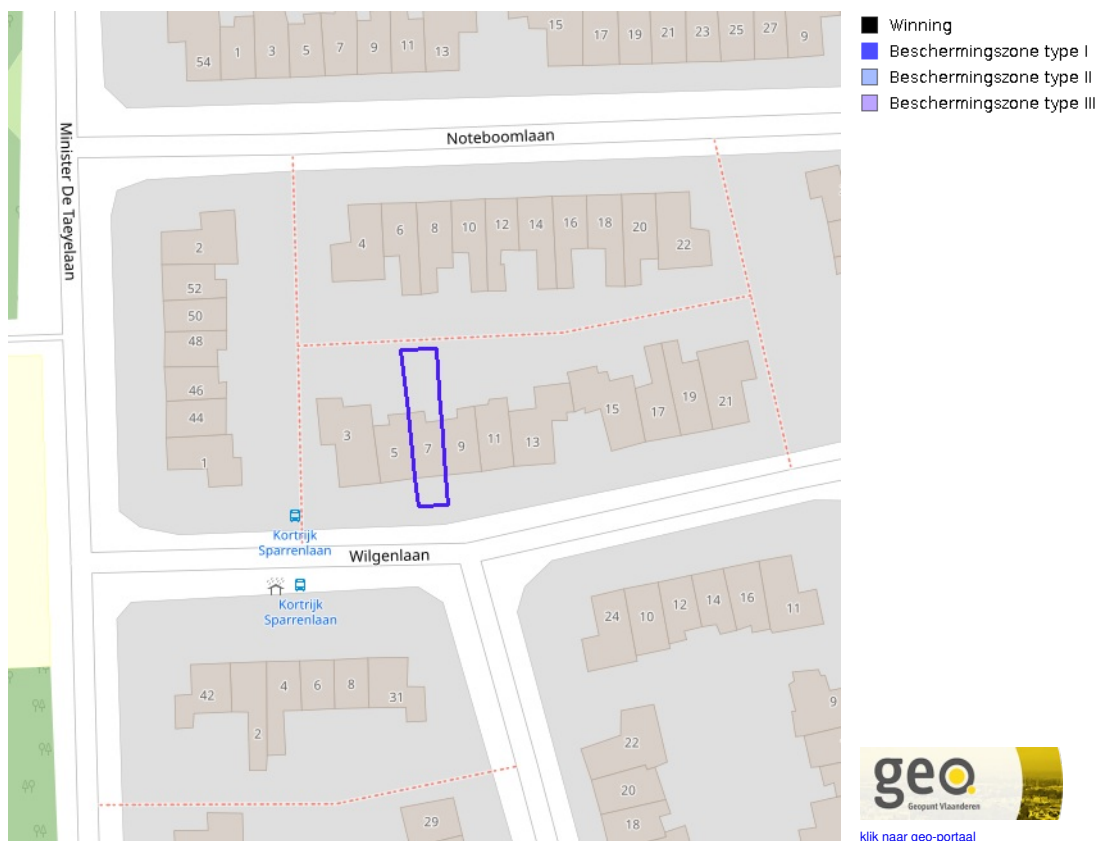 54 1 3 5 7 9 11 13
15 17 19 21 23 25 27 9
Noteboomlaan
Minister De Taeyelaan
4 6 8 10 12 14 16 18 20 22
2
52
50
48
46
44
1
3 5 7 9 11 13 15 17 19 21
Kortrijk
Sparrenlaan
Wilgenlaan
Kortrijk
Sparrenlaan
24 10 12 14 16 11
42 4 6 8 31
2
9
22
20
18
29
Winning
Beschermingszone type I
Beschermingszone type II
Beschermingszone type III
geo.
Geopunt Vlaanderen
klik naar geo-portaal